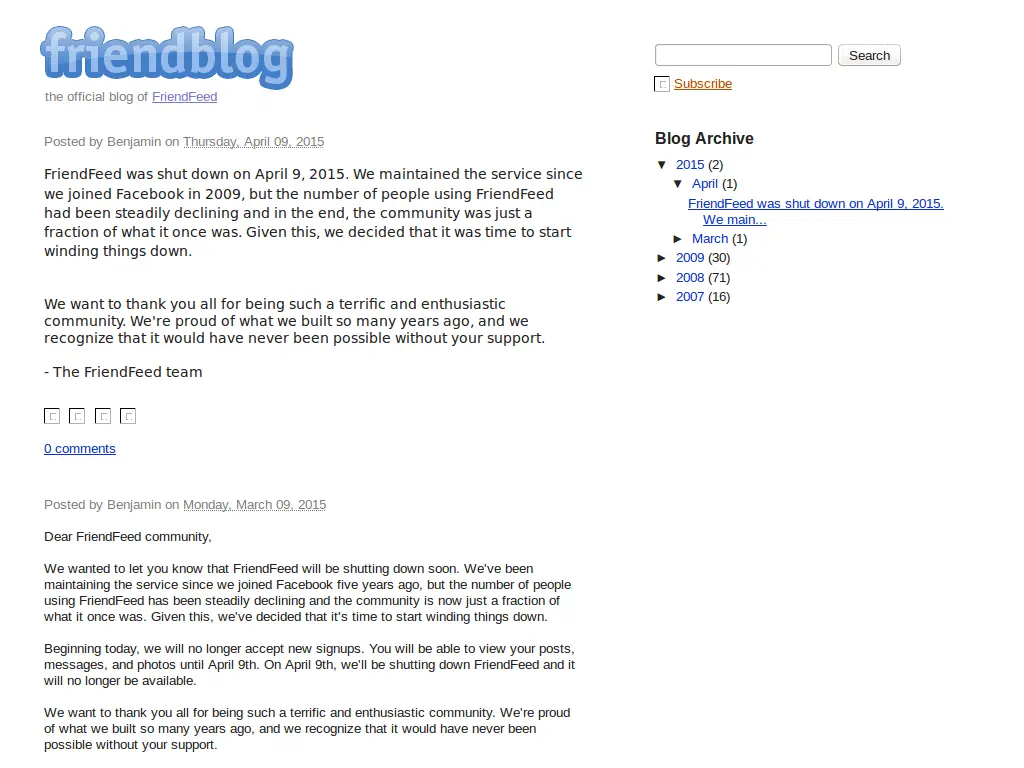 friendblog
the official blog of FriendFeed
Search
Subscribe
Posted by Benjamin on Thursday, April 09, 2015
FriendFeed was shut down on April 9, 2015. We maintained the service since
we joined Facebook in 2009, but the number of people using FriendFeed
had been steadily declining and in the end, the community was just a
fraction of what it once was. Given this, we decided that it was time to start
winding things down.
We want to thank you all for being such a terrific and enthusiastic
community. We're proud of what we built so many years ago, and we
recognize that it would have never been possible without your support.
- The FriendFeed team
0 comments
Posted by Benjamin on Monday, March 09, 2015
Dear FriendFeed community,
We wanted to let you know that FriendFeed will be shutting down soon. We've been
maintaining the service since we joined Facebook five years ago, but the number of people
using FriendFeed has been steadily declining and the community is now just a fraction of
what it once was. Given this, we've decided that it's time to start winding things down.
Beginning today, we will no longer accept new signups. You will be able to view your posts,
messages, and photos until April 9th. On April 9th, we'll be shutting down FriendFeed and it
will no longer be available.
We want to thank you all for being such a terrific and enthusiastic community. We're proud
of what we built so many years ago, and we recognize that it would have never been
possible without your support.
Blog Archive
▼ 2015 (2)
▼ April (1)
FriendFeed was shut down on April 9, 2015.
We main...
► March (1)
► 2009 (30)
► 2008 (71)
► 2007 (16)